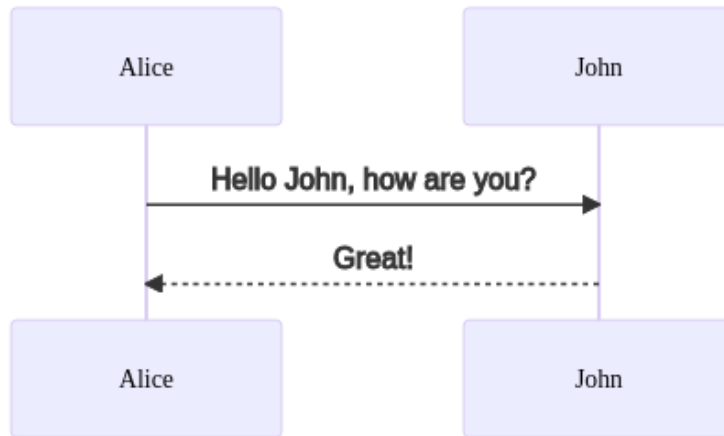 Alice
John
Hello John, how are you?
Great!
Alice
John